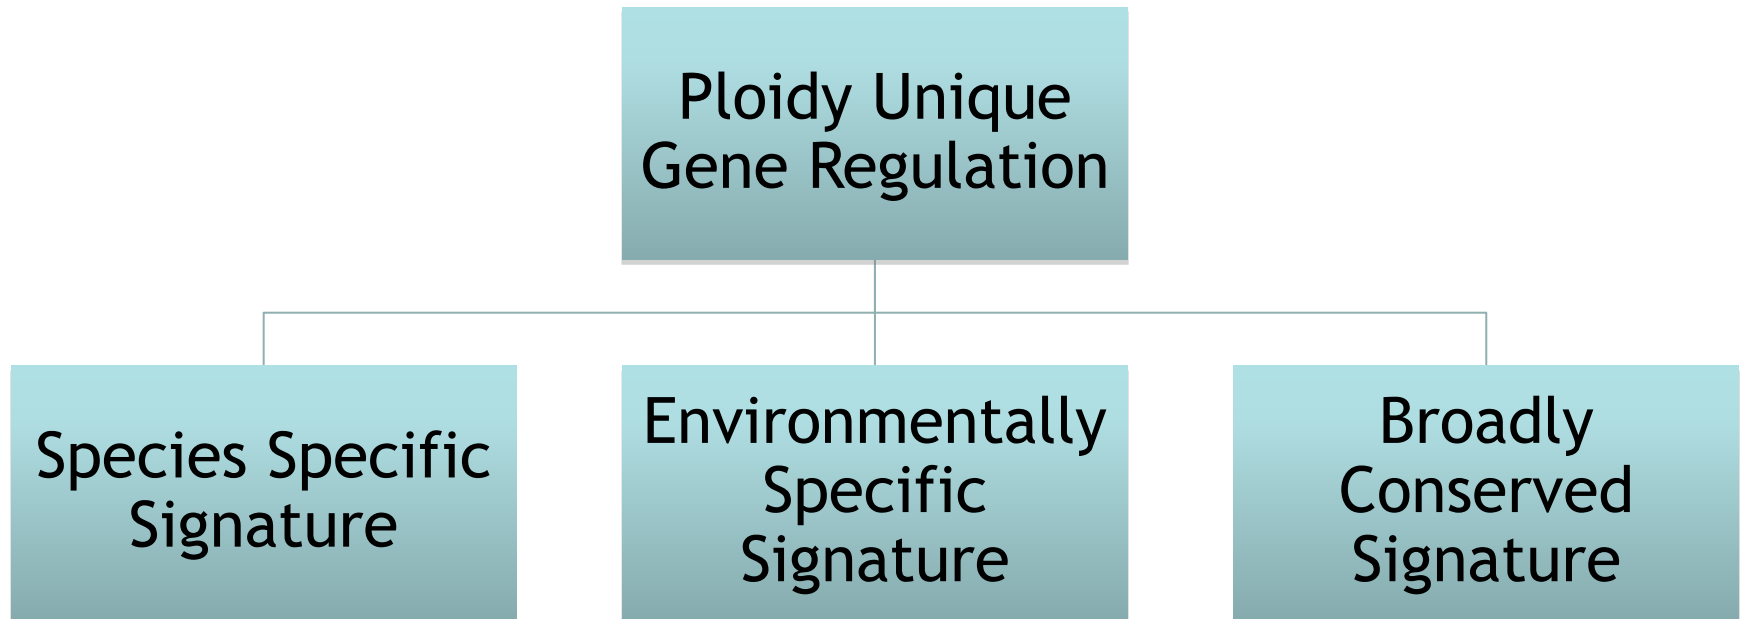 Ploidy Unique
Gene Regulation
Species Specific
Signature
Environmentally
Specific
Signature
Broadly
Conserved
Signature